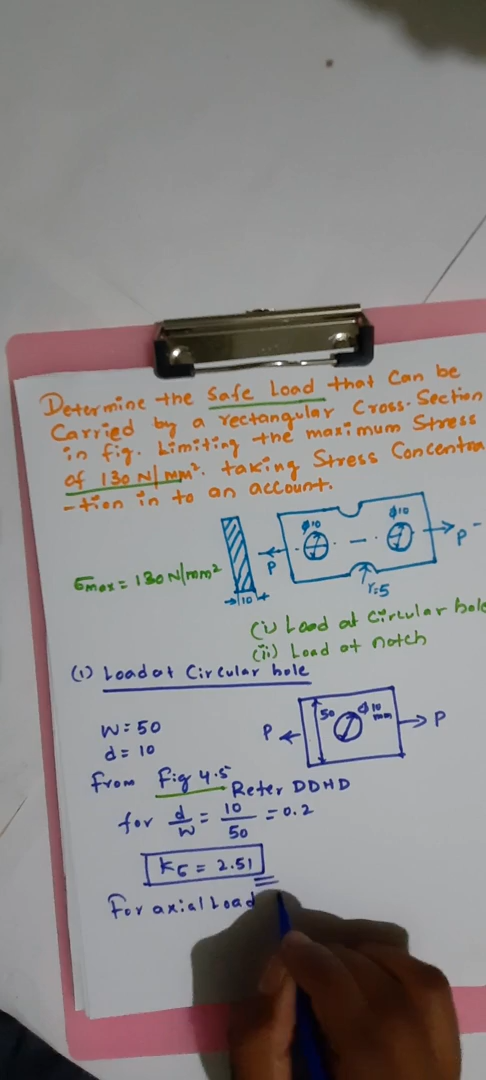 Determine the Safe Load that Can be
Carried by a rectangular Cross-Section
in fig. Limiting the maximum Stress
of 130 N/mm². taking Stress Concentra
-tion in to an account.
ϕ10
ϕ10
P
P
10
r=5
σmax = 130 N/mm²
(i) Load at Circular hole
(ii) Load at notch
(1) Load at Circular hole
W = 50
d = 10
P
50
ϕ10
mm
P
From Fig 4.5 Refer DDHD
for d/w = 10/50 = 0.2
Kσ = 2.51
For axial Load